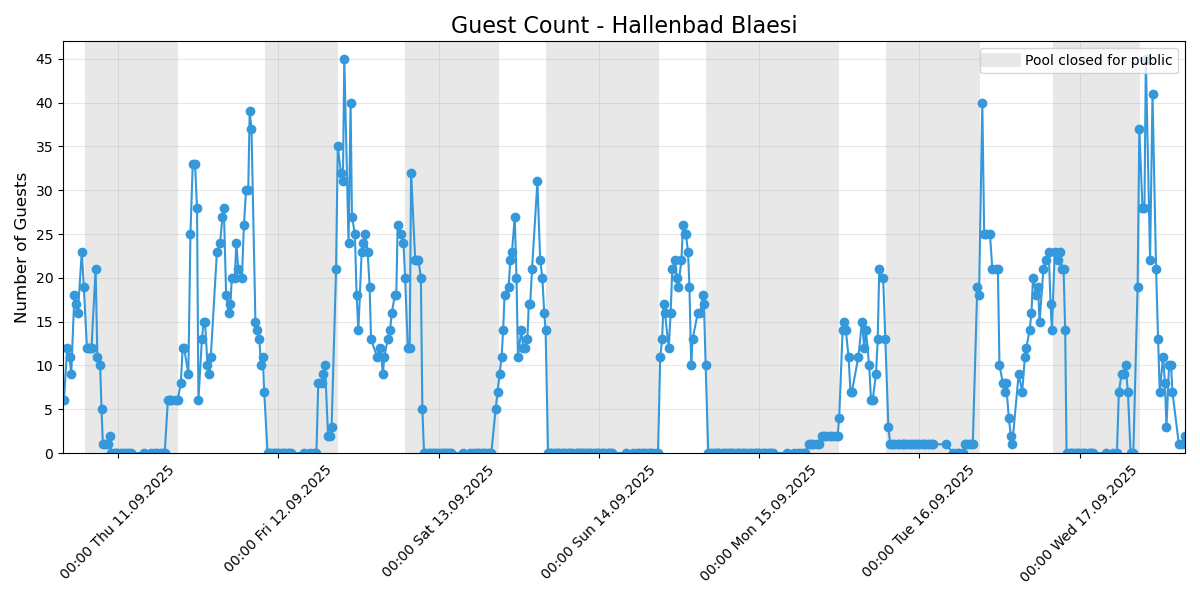 Guest Count - Hallenbad Blaesi
Pool closed for public
Number of Guests
45
40
35
30
25
20
15
10
5
0
00:00 Thu 11.09.2025
00:00 Fri 12.09.2025
00:00 Sat 13.09.2025
00:00 Sun 14.09.2025
00:00 Mon 15.09.2025
00:00 Tue 16.09.2025
00:00 Wed 17.09.2025